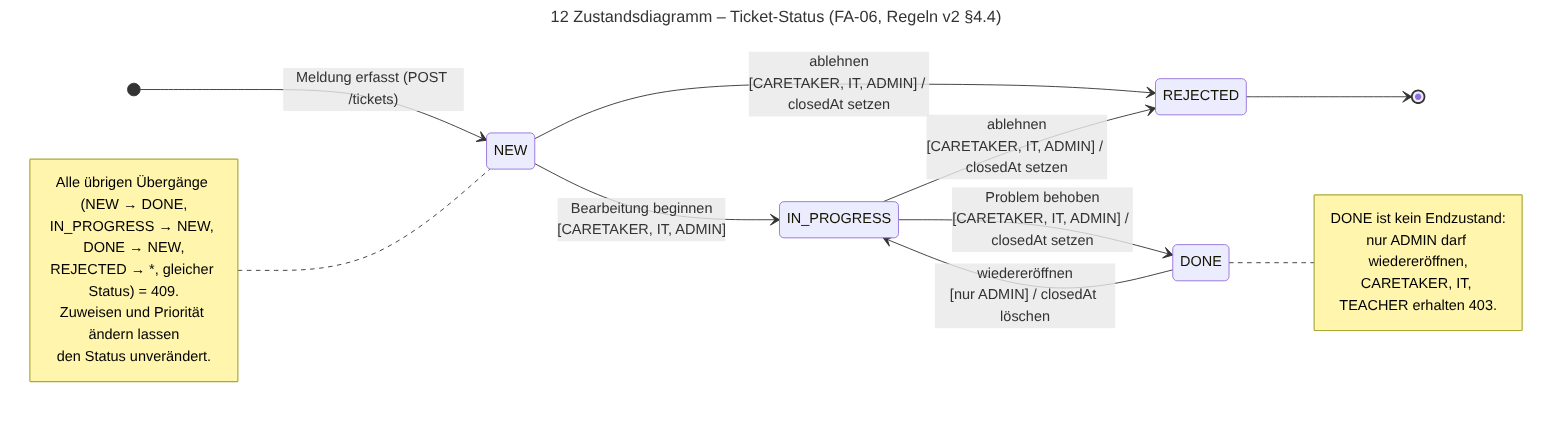 12 Zustandsdiagramm – Ticket-Status (FA-06, Regeln v2 §4.4)
Meldung erfasst (POST
/tickets)
NEW
Alle übrigen Übergänge
(NEW → DONE,
IN_PROGRESS → NEW,
DONE → NEW,
REJECTED → *, gleicher
Status) = 409.
Zuweisen und Priorität
ändern lassen
den Status unverändert.
ablehnen
[CARETAKER, IT, ADMIN] /
closedAt setzen
REJECTED
Bearbeitung beginnen
[CARETAKER, IT, ADMIN]
IN_PROGRESS
ablehnen
[CARETAKER, IT, ADMIN] /
closedAt setzen
Problem behoben
[CARETAKER, IT, ADMIN] /
closedAt setzen
DONE
wiedereröffnen
[nur ADMIN] / closedAt
löschen
DONE ist kein Endzustand:
nur ADMIN darf
wiedereröffnen,
CARETAKER, IT,
TEACHER erhalten 403.